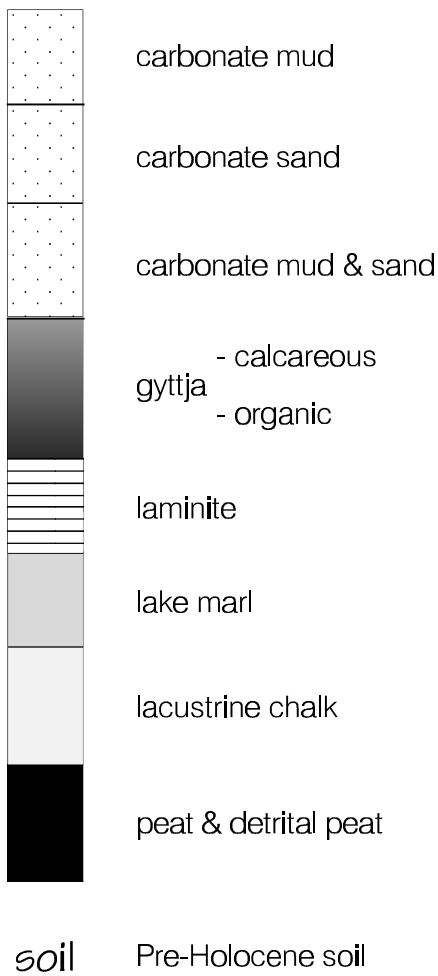 carbonate mud
carbonate sand
carbonate mud & sand
- calcareous
gyttja
- organic
laminite
lake marl
lacustrine chalk
peat & detrital peat
soil Pre-Holocene soil